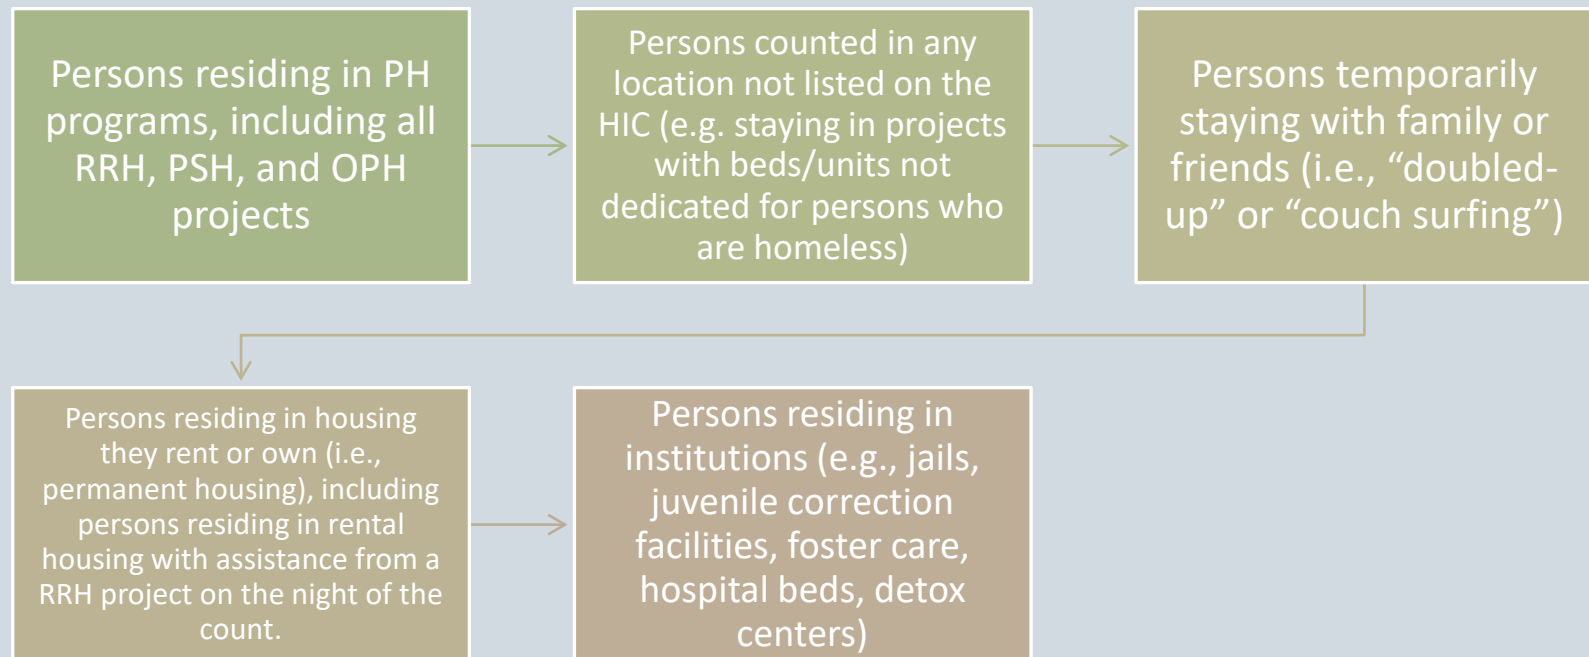 Persons residing in PH
programs, including all
RRH, PSH, and OPH
projects
Persons counted in any
location not listed on the
HIC (e.g. staying in projects
with beds/units not
dedicated for persons who
are homeless)
Persons temporarily
staying with family or
friends (i.e., “doubled-
up” or “couch surfing”)
Persons residing in housing
they rent or own (i.e.,
permanent housing), including
persons residing in rental
housing with assistance from a
RRH project on the night of the
count.
Persons residing in
institutions (e.g., jails,
juvenile correction
facilities, foster care,
hospital beds, detox
centers)